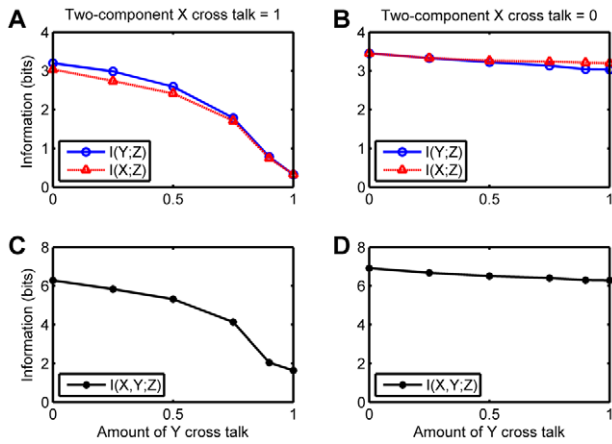 A
Two-component X cross talk = 1
Information (bits)
4
3
2
1
0
I(Y;Z)
I(X;Z)
0
0.5
1
B
Two-component X cross talk = 0
4
3
2
1
0
I(Y;Z)
I(X;Z)
0
0.5
1
C
Information (bits)
8
6
4
2
0
I(X,Y;Z)
0
0.5
1
Amount of Y cross talk
D
8
6
4
2
0
I(X,Y;Z)
0
0.5
1
Amount of Y cross talk